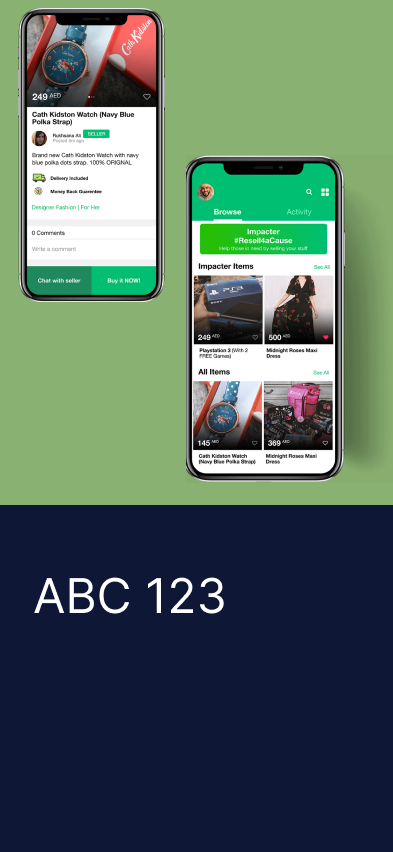 Cath Kidston
249 AED
Cath Kidston Watch (Navy Blue
Polka Strap)
Rukhsana Ali
SELLER
Posted 6m ago
Brand new Cath Kidston Watch with navy
blue polka dots strap. 100% ORIGNAL
Delivery Included
Money Back Guarantee
Designer Fashion | For Her
0 Comments
Write a comment
Chat with seller
Buy it NOW!
Browse
Activity
Impacter
#Resell4aCause
Help those in need by selling your stuff
Impacter Items
See All
PS3
249 AED
500 AED
Playstation 3 (With 2
FREE Games)
Midnight Roses Maxi
Dress
All Items
See All
145 AED
369 AED
Cath Kidston Watch
(Navy Blue Polka Strap)
Midnight Roses Maxi
Dress
ABC 123